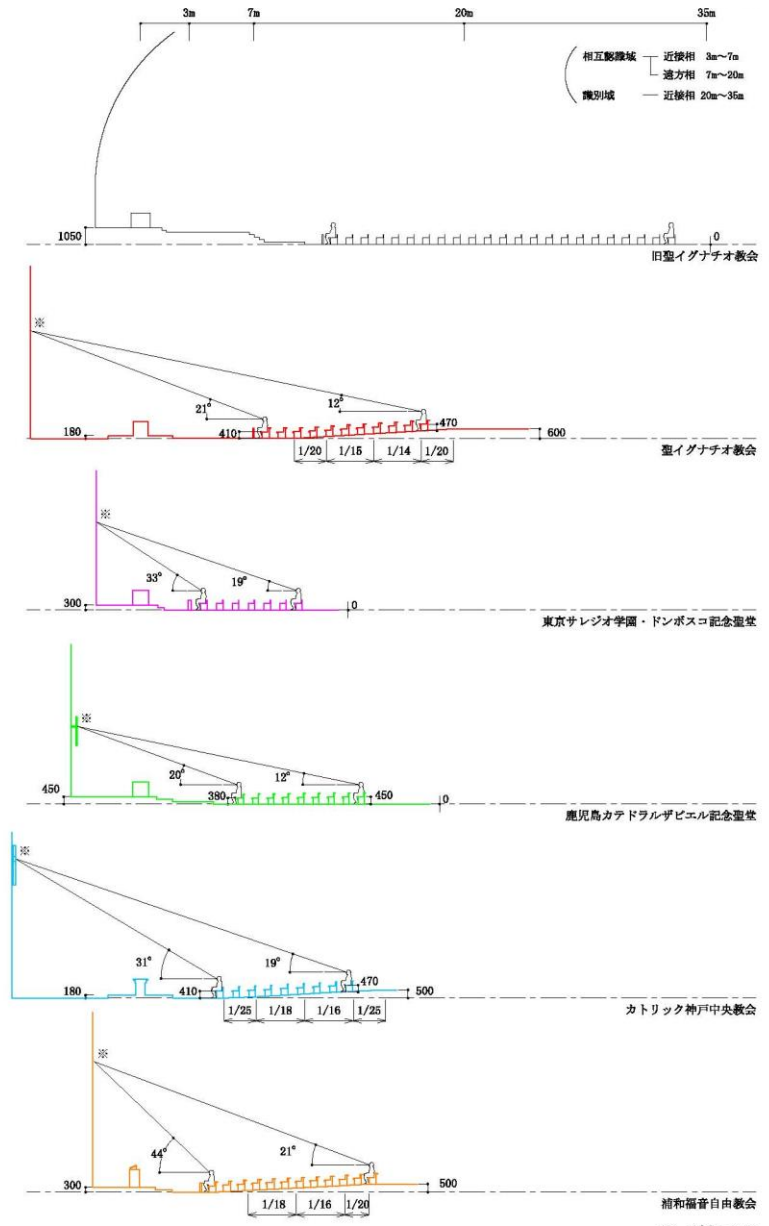 3m 7m 20m 35m
相互認識域 近接相 3m～7m
遠方相 7m～20m
識別域 近接相 20m～35m
1050 0
旧聖イグナチオ教会
※
21° 12°
180 410 470 600
1/20 1/15 1/14 1/20
聖イグナチオ教会
※
33° 19°
300 0
東京サレジオ学園・ドンボスコ記念聖堂
※
20° 12°
450 380 450 0
鹿児島カテドラルザビエル記念聖堂
※
31° 19°
180 410 470 500
1/25 1/18 1/16 1/25
カトリック神戸中央教会
※
44° 21°
300 500
1/18 1/16 1/20
浦和福音自由教会